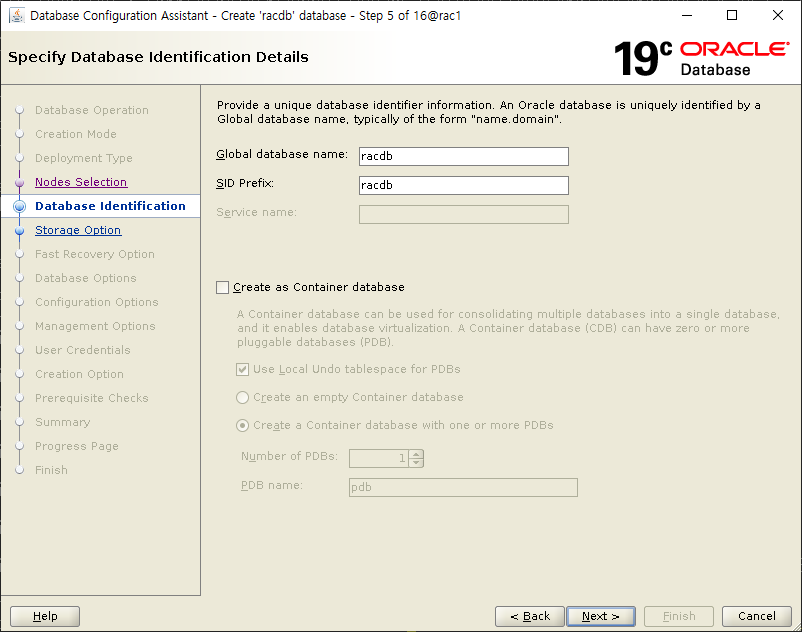 Database Configuration Assistant - Create 'racdb' database - Step 5 of 16@rac1
Specify Database Identification Details
19c ORACLE
Database
Database Operation
Creation Mode
Deployment Type
Nodes Selection
Database Identification
Storage Option
Fast Recovery Option
Database Options
Configuration Options
Management Options
User Credentials
Creation Option
Prerequisite Checks
Summary
Progress Page
Finish
Provide a unique database identifier information. An Oracle database is uniquely identified by a
Global database name, typically of the form "name.domain".
Global database name: racdb
SID Prefix: racdb
Service name:
Create as Container database
A Container database can be used for consolidating multiple databases into a single database,
and it enables database virtualization. A Container database (CDB) can have zero or more
pluggable databases (PDB).
Use Local Undo tablespace for PDBs
Create an empty Container database
Create a Container database with one or more PDBs
Number of PDBs: 1
PDB name: pdb
Help
< Back
Next >
Finish
Cancel